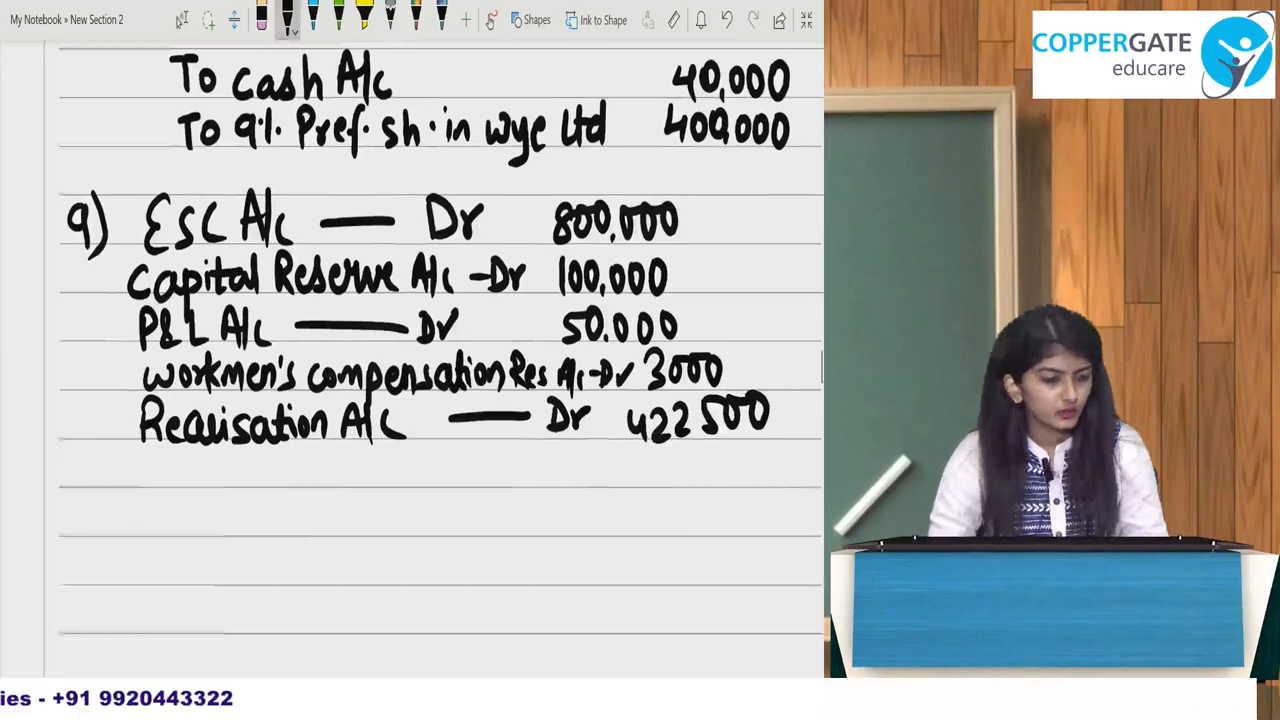 My Notebook » New Section 2
Shapes
Ink to Shape
COPPERGATE
educare
To cash A/c 40,000
To 9%. Pref. sh. in wye Ltd 400,000
9) ESC A/c — Dr 800,000
Capital Reserve A/c - Dr 100,000
P&L A/c — Dr 50.000
Workmen's compensation Res A/c - Dr 3000
Realisation A/c — Dr 422500
ies - +91 9920443322